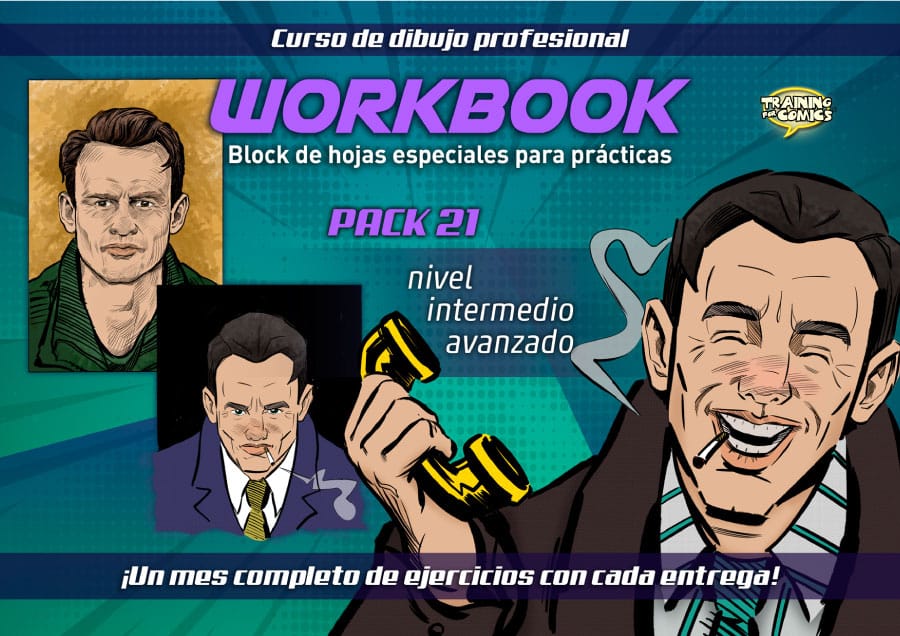 Curso de dibujo profesional
WORKBOOK
Block de hojas especiales para prácticas
TRAINING
FOR COMICS
PACK 21
nivel
intermedio
avanzado
¡Un mes completo de ejercicios con cada entrega!